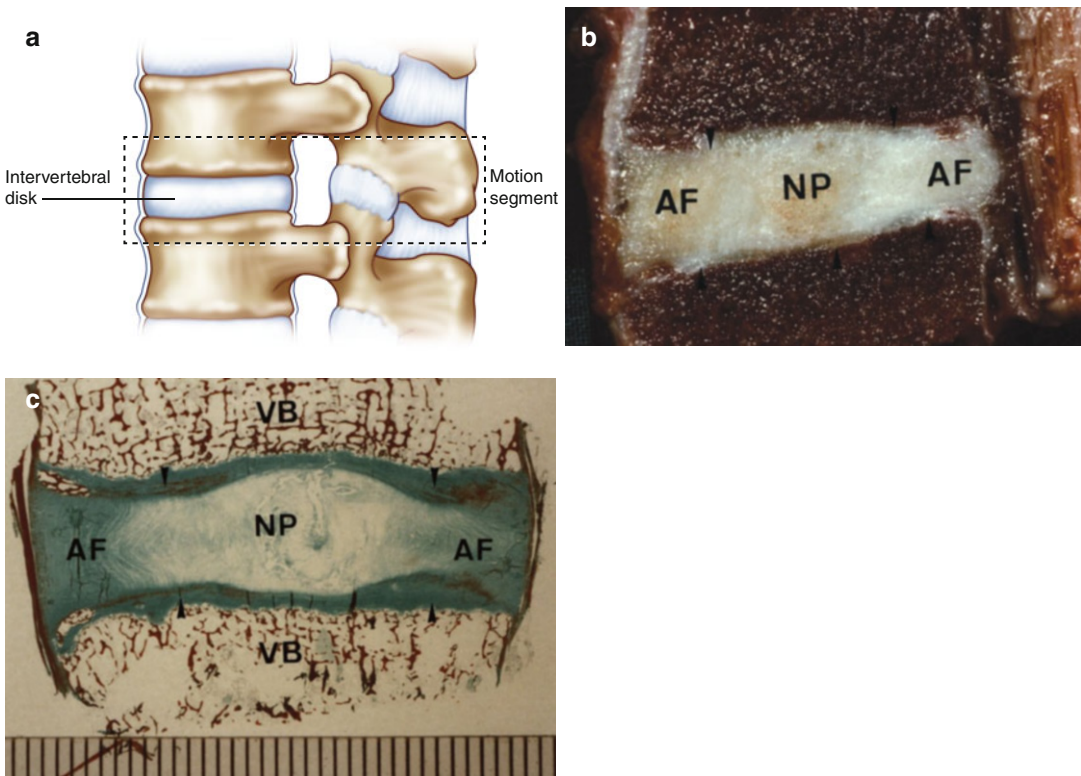 a
Intervertebral
disk
Motion
segment
b
AF
NP
AF
c
VB
NP
AF
AF
VB